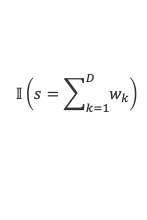 𝕀(s = ∑_{k=1}^{D} w_k)